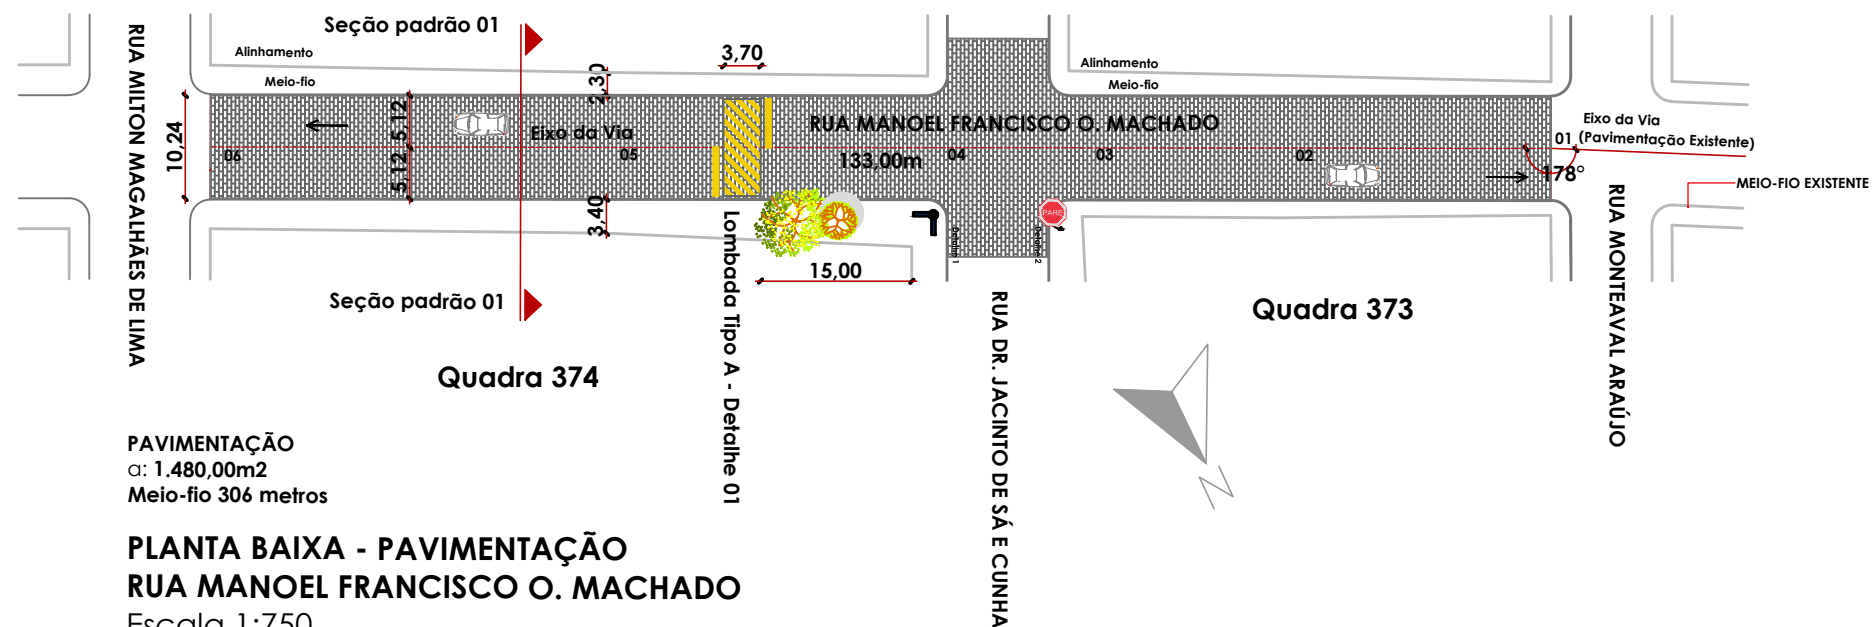 Seção padrão 01
Alinhamento
Meio-fio
2,30
3,70
Alinhamento
Meio-fio
RUA MILTON MAGALHÃES DE LIMA
10,24
5,12
5,12
Eixo da Via
RUA MANOEL FRANCISCO O. MACHADO
133,00m
06
05
04
03
02
01
Eixo da Via
(Pavimentação Existente)
178°
MEIO-FIO EXISTENTE
3,40
PARE
Detalhe 1
Detalhe 2
15,00
Seção padrão 01
Lombada Tipo A - Detalhe 01
RUA DR. JACINTO DE SÁ E CUNHA
RUA MONTEAVAL ARAÚJO
Quadra 374
Quadra 373
N
PAVIMENTAÇÃO
a: 1.480,00m2
Meio-fio 306 metros
PLANTA BAIXA - PAVIMENTAÇÃO
RUA MANOEL FRANCISCO O. MACHADO
Escala 1:750